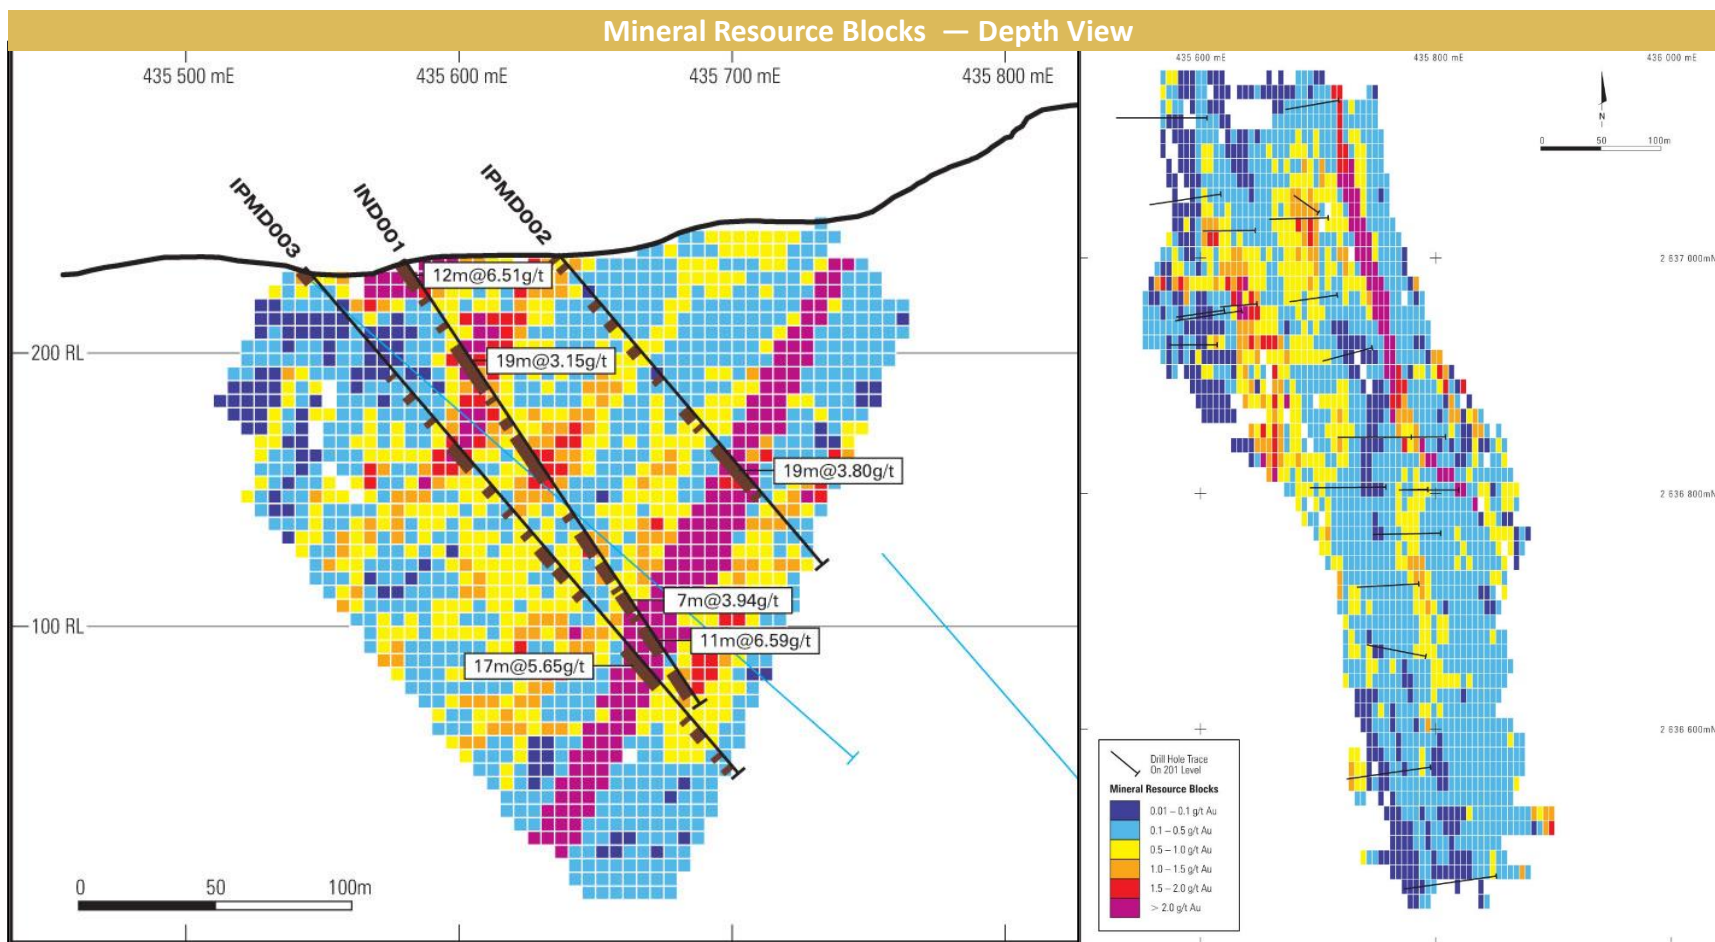 Mineral Resource Blocks — Depth View
435 500 mE
435 600 mE
435 700 mE
435 800 mE
IPMD003
IND001
IPMD002
12m@6.51g/t
200 RL
19m@3.15g/t
19m@3.80g/t
7m@3.94g/t
100 RL
11m@6.59g/t
17m@5.65g/t
0
50
100m
435 600 mE
435 800 mE
436 000 mE
N
0
50
100m
2 637 000mN
2 636 800mN
2 636 600mN
Drill Hole Trace
On 201 Level
Mineral Resource Blocks
0.01 – 0.1 g/t Au
0.1 – 0.5 g/t Au
0.5 – 1.0 g/t Au
1.0 – 1.5 g/t Au
1.5 – 2.0 g/t Au
> 2.0 g/t Au